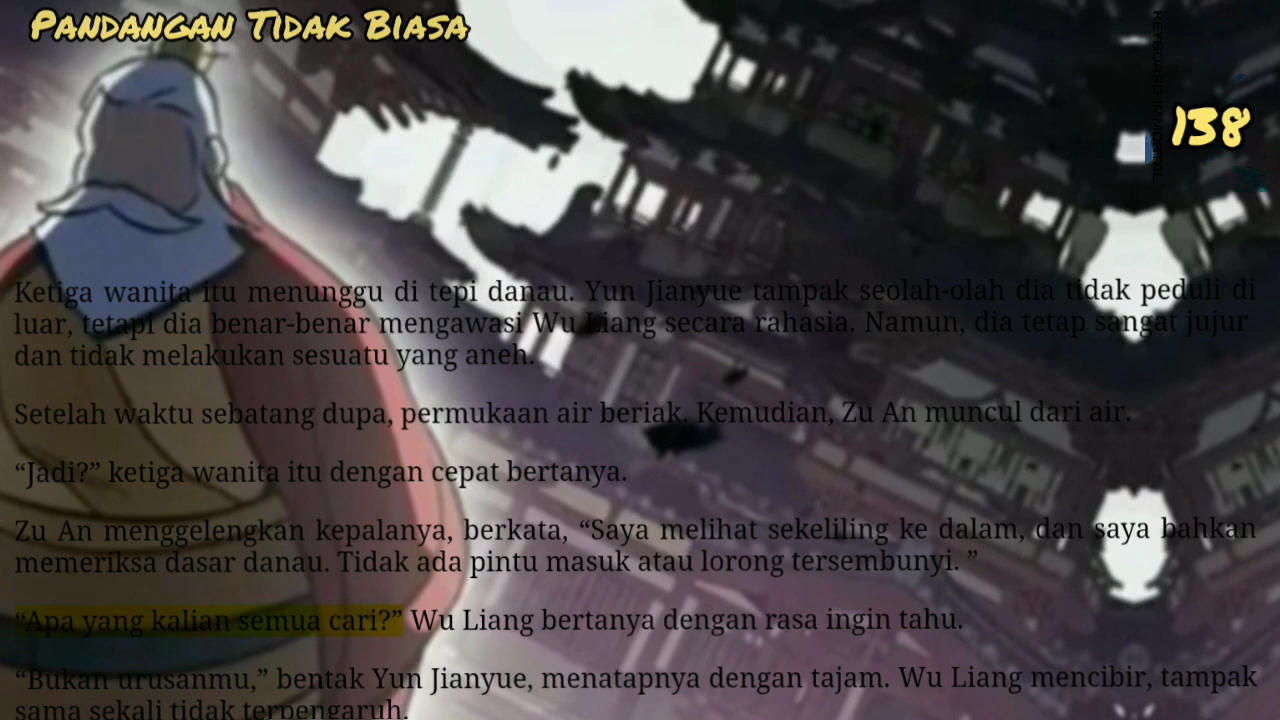 Pandangan Tidak Biasa
138
Ketiga wanita itu menunggu di tepi danau. Yun Jianyue tampak seolah-olah dia tidak peduli di
luar, tetapi dia benar-benar mengawasi Wu Liang secara rahasia. Namun, dia tetap sangat jujur
dan tidak melakukan sesuatu yang aneh.
Setelah waktu sebatang dupa, permukaan air beriak. Kemudian, Zu An muncul dari air.
“Jadi?” ketiga wanita itu dengan cepat bertanya.
Zu An menggelengkan kepalanya, berkata, “Saya melihat sekeliling ke dalam, dan saya bahkan
memeriksa dasar danau. Tidak ada pintu masuk atau lorong tersembunyi. ”
“Apa yang kalian semua cari?” Wu Liang bertanya dengan rasa ingin tahu.
“Bukan urusanmu,” bentak Yun Jianyue, menatapnya dengan tajam. Wu Liang mencibir, tampak
sama sekali tidak terpengaruh.